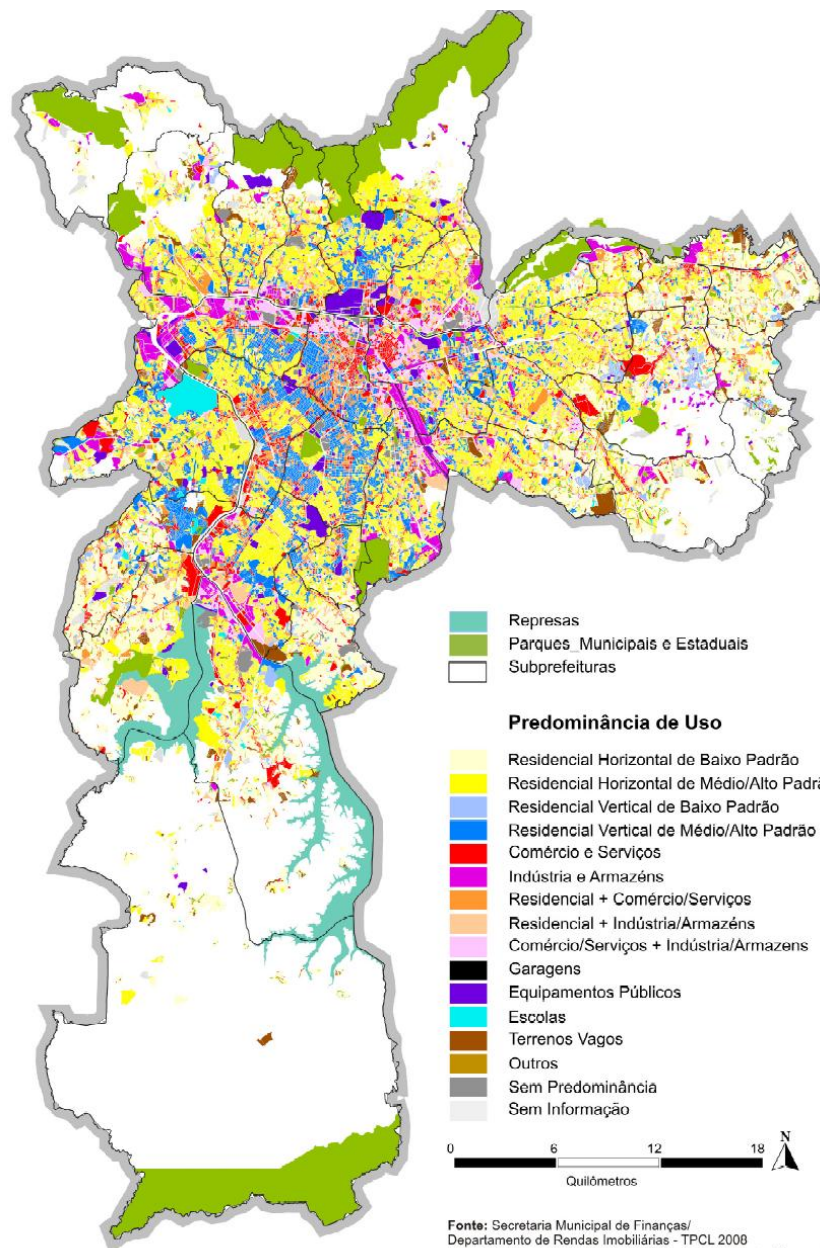 Represas
Parques_Municipais e Estaduais
Subprefeituras
Predominância de Uso
Residencial Horizontal de Baixo Padrão
Residencial Horizontal de Médio/Alto Padrã
Residencial Vertical de Baixo Padrão
Residencial Vertical de Médio/Alto Padrão
Comércio e Serviços
Indústria e Armazéns
Residencial + Comércio/Serviços
Residencial + Indústria/Armazéns
Comércio/Serviços + Indústria/Armazens
Garagens
Equipamentos Públicos
Escolas
Terrenos Vagos
Outros
Sem Predominância
Sem Informação
0 6 12 18
N
Quilômetros
Fonte: Secretaria Municipal de Finanças/
Departamento de Rendas Imobiliárias - TPCL 2008